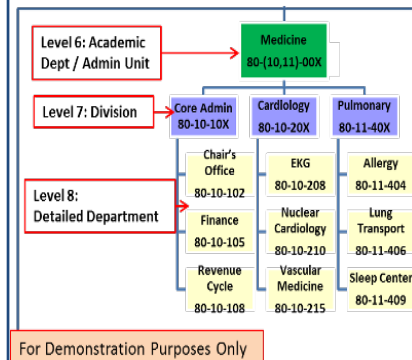 Level 6: Academic
Dept / Admin Unit
Medicine
80-(10,11)-00X
Level 7: Division
Core Admin
80-10-10X
Cardiology
80-10-20X
Pulmonary
80-11-40X
Level 8:
Detailed Department
Chair's
Office
80-10-102
EKG
80-10-208
Allergy
80-11-404
Finance
80-10-105
Nuclear
Cardiology
80-10-210
Lung
Transport
80-11-406
Revenue
Cycle
80-10-108
Vascular
Medicine
80-10-215
Sleep Center
80-11-409
For Demonstration Purposes Only